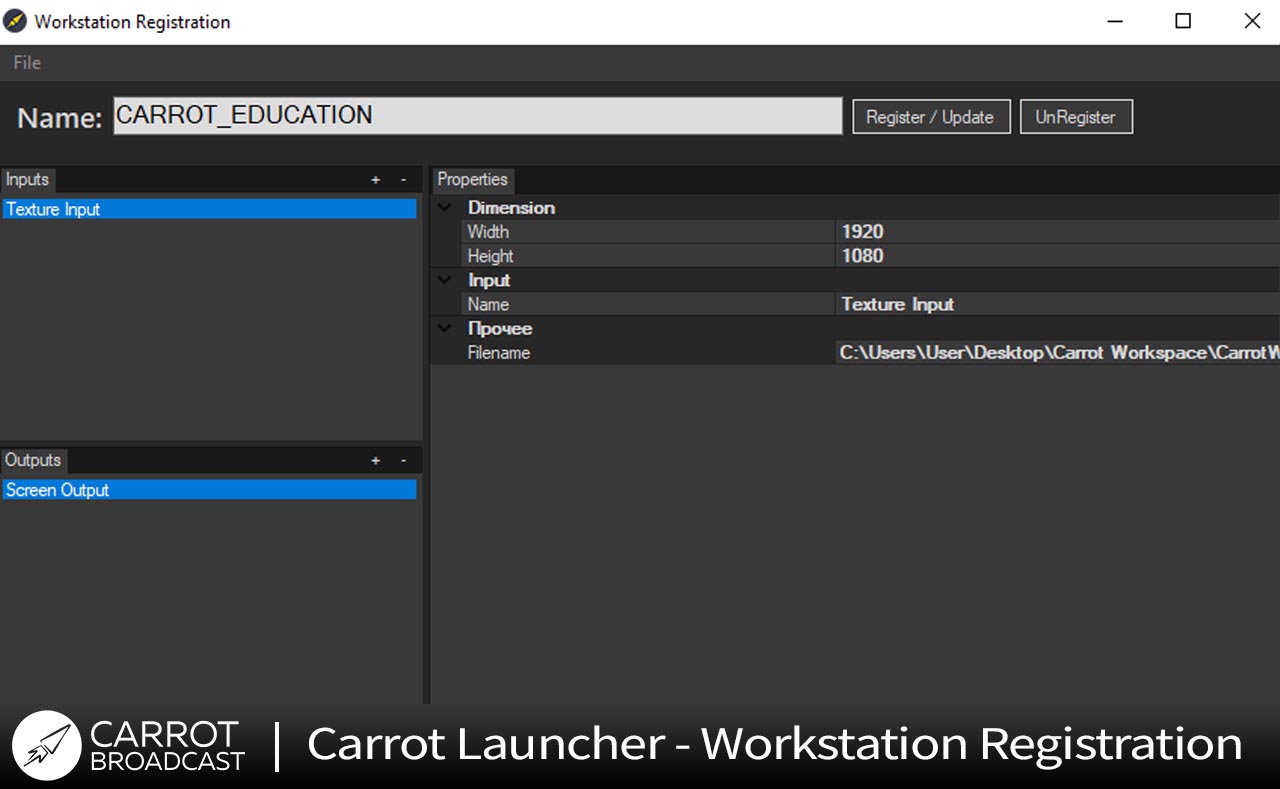 Workstation Registration
File
Name: CARROT_EDUCATION Register / Update UnRegister
Inputs + -
Texture Input
Outputs + -
Screen Output
Properties
Dimension
Width 1920
Height 1080
Input
Name Texture Input
Прочее
Filename C:\Users\User\Desktop\Carrot Workspace\CarrotW
CARROT
BROADCAST
Carrot Launcher - Workstation Registration